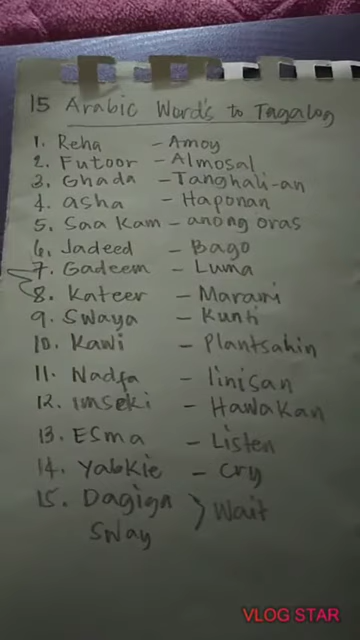 15 Arabic Word's to Tagalog
1. Reha - Amoy
2. Futoor - Almosal
3. Ghada - Tanghali-an
4. asha - Haponan
5. Saa Kam - anong oras
6. Jadeed - Bago
7. Gadeem - Luma
8. Kateer - Marami
9. Swaya - Kunti
10. Kawi - Plantsahin
11. Nadfa - linisan
12. imseki - Hawakan
13. Esma - Listen
14. Yabkie - Cry
15. Dagiga > Wait
Sway
VLOG STAR